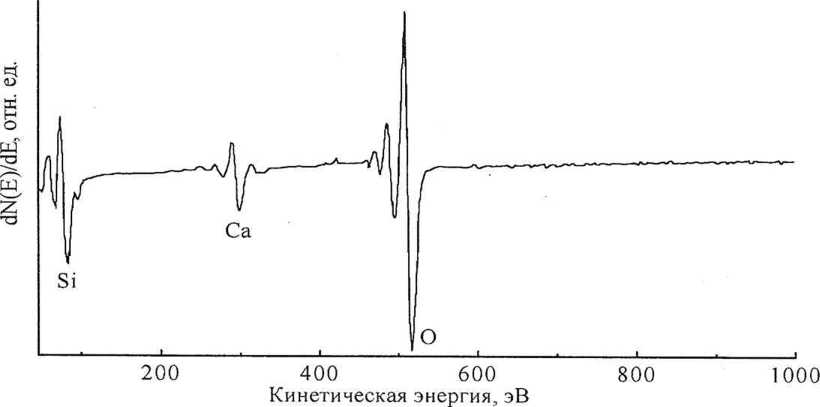 dN(E)/dE, отн. ед.
Si
Ca
O
200
400
600
800
1000
Кинетическая энергия, эВ